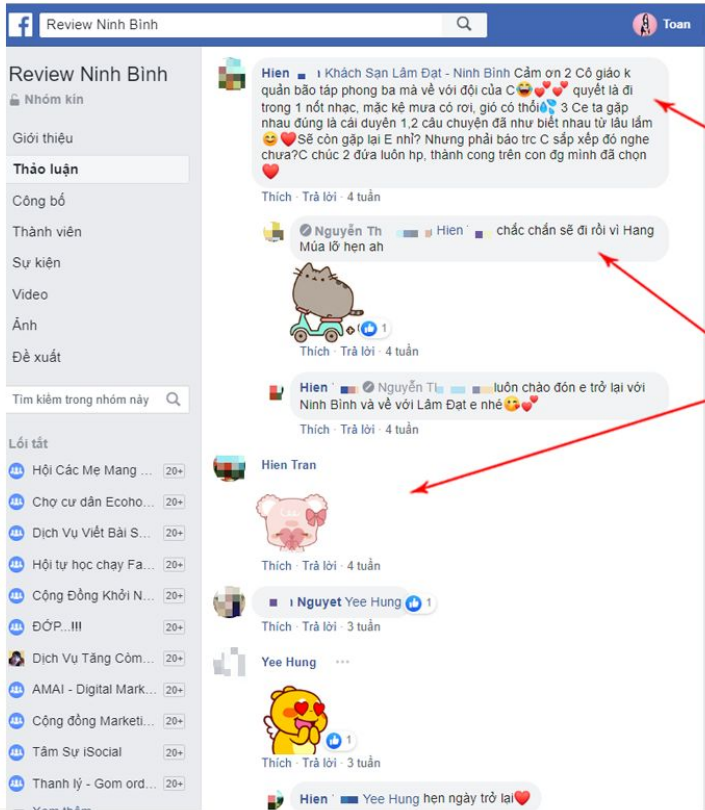 Review Ninh Bình
Toan
Review Ninh Bình
Nhóm kín
Giới thiệu
Thảo luận
Công bố
Thành viên
Sự kiện
Video
Ảnh
Đề xuất
Tìm kiếm trong nhóm này
Lối tắt
Hội Các Mẹ Mang ... 20+
Chợ cư dân Ecoho... 20+
Dịch Vụ Viết Bài S... 20+
Hội tự học chạy Fa... 20+
Cộng Đồng Khởi N... 20+
ĐỚP...!!! 20+
Dịch Vụ Tăng Còm... 20+
AMAI - Digital Mark... 20+
Cộng đồng Marketi... 20+
Tâm Sự iSocial 20+
Thanh lý - Gom ord... 20+
Xem thêm
Hien Khách Sạn Lâm Đạt - Ninh Bình Cảm ơn 2 Cô giáo k
quản bão táp phong ba mà về với đội của C😂💕💕 quyết là đi
trong 1 nốt nhạc, mặc kệ mưa có rơi, gió có thổi💦 3 Ce ta gặp
nhau đúng là cái duyên 1,2 câu chuyện đã như biết nhau từ lâu lắm
😊❤️Sẽ còn gặp lại E nhỉ? Nhưng phải báo trc C sắp xếp đó nghe
chưa?C chúc 2 đứa luôn hp, thành cong trên con đg mình đã chọn
❤️
Thích · Trả lời · 4 tuần
Nguyễn Th Hien chắc chắn sẽ đi rồi vì Hang
Múa lỡ hẹn ah
1
Thích · Trả lời · 4 tuần
Hien Nguyễn luôn chào đón e trở lại với
Ninh Bình và về với Lâm Đạt e nhé😘💕
Thích · Trả lời · 4 tuần
Hien Tran
Thích · Trả lời · 4 tuần
Nguyet Yee Hung 1
Thích · Trả lời · 3 tuần
Yee Hung ...
1
Thích · Trả lời · 3 tuần
Hien Yee Hung hẹn ngày trở lại❤️